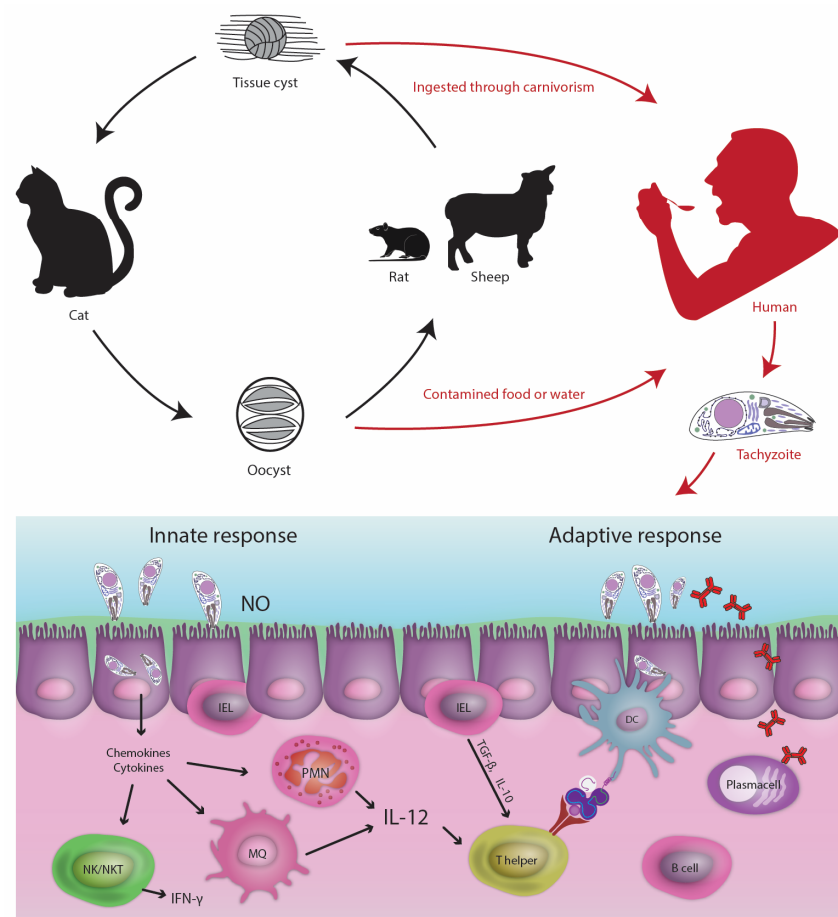 Tissue cyst
Ingested through carnivorism
Rat
Sheep
Cat
Human
Contamined food or water
Oocyst
Tachyzoite
Innate response
Adaptive response
NO
IEL
IEL
DC
Chemokines
Cytokines
TGF-β, IL-10
PMN
Plasmacell
IL-12
MQ
T helper
NK/NKT
B cell
IFN-γ